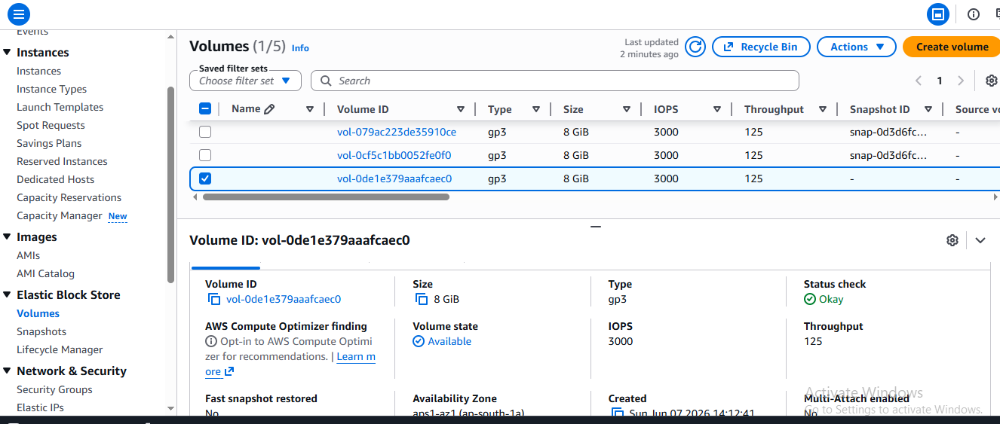 Events
Instances
Instances
Instance Types
Launch Templates
Spot Requests
Savings Plans
Reserved Instances
Dedicated Hosts
Capacity Reservations
Capacity Manager New
Images
AMIs
AMI Catalog
Elastic Block Store
Volumes
Snapshots
Lifecycle Manager
Network & Security
Security Groups
Elastic IPs
Volumes (1/5) Info
Last updated
2 minutes ago
Recycle Bin
Actions
Create volume
Saved filter sets
Choose filter set
Search
1
Name Volume ID Type Size IOPS Throughput Snapshot ID Source vo
vol-079ac223de35910ce gp3 8 GiB 3000 125 snap-0d3d6fc... -
vol-0cf5c1bb0052fe0f0 gp3 8 GiB 3000 125 snap-0d3d6fc... -
vol-0de1e379aaafcaec0 gp3 8 GiB 3000 125 - -
Volume ID: vol-0de1e379aaafcaec0
Volume ID Size Type Status check
vol-0de1e379aaafcaec0 8 GiB gp3 Okay
AWS Compute Optimizer finding Volume state IOPS Throughput
Opt-in to AWS Compute Optimi Available 3000 125
zer for recommendations. | Learn m
ore
Fast snapshot restored Availability Zone Created Multi-Attach enabled
No aps1-az1 (ap-south-1a) Sun Jun 07 2026 14:12:41 No
Activate Windows
Go to Settings to activate Windows.